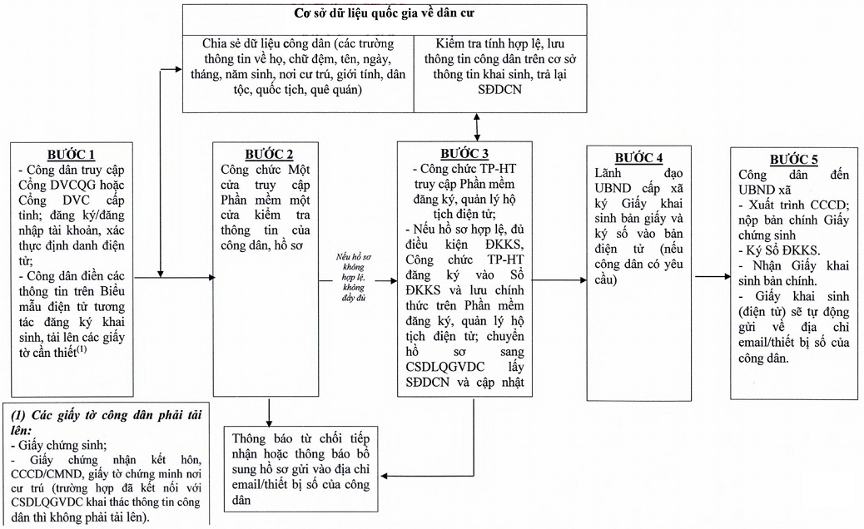 Cơ sở dữ liệu quốc gia về dân cư
Chia sẻ dữ liệu công dân (các trường
thông tin về họ, chữ đệm, tên, ngày,
tháng, năm sinh, nơi cư trú, giới tính, dân
tộc, quốc tịch, quê quán)
Kiểm tra tính hợp lệ, lưu
thông tin công dân trên cơ sở
thông tin khai sinh, trả lại
SĐDCN
BƯỚC 1
- Công dân truy cập
Cổng DVCQG hoặc
Cổng DVC cấp
tỉnh; đăng ký/đăng
nhập tài khoản, xác
thực định danh điện
tử;
- Công dân điền các
thông tin trên Biểu
mẫu điện tử tương
tác đăng ký khai
sinh, tải lên các giấy
tờ cần thiết(1)
BƯỚC 2
Công chức Một
cửa truy cập
Phần mềm một
cửa kiểm tra
thông tin của
công dân, hồ sơ
Nếu hồ sơ
không
hợp lệ,
không
đầy đủ
BƯỚC 3
- Công chức TP-HT
truy cập Phần mềm
đăng ký, quản lý hộ
tịch điện tử;
- Nếu hồ sơ hợp lệ, đủ
điều kiện ĐKKS,
Công chức TP-HT
đăng ký vào Sổ
ĐKKS và lưu chính
thức trên Phần mềm
đăng ký, quản lý hộ
tịch điện tử; chuyển
hồ sơ sang
CSDLQGVDC lấy
SĐDCN và cập nhật
BƯỚC 4
Lãnh đạo
UBND cấp xã
ký Giấy khai
sinh bản giấy và
ký số vào bản
điện tử (nếu
công dân có yêu
cầu)
BƯỚC 5
Công dân đến
UBND xã
- Xuất trình CCCD;
nộp bản chính Giấy
chứng sinh
- Ký Sổ ĐKKS.
- Nhận Giấy khai
sinh bản chính.
- Giấy khai sinh
(điện tử) sẽ tự động
gửi về địa chỉ
email/thiết bị số của
công dân.
(1) Các giấy tờ công dân phải tải
lên:
- Giấy chứng sinh;
- Giấy chứng nhận kết hôn,
CCCD/CMND, giấy tờ chứng minh nơi
cư trú (trường hợp đã kết nối với
CSDLQGVDC khai thác thông tin công
dân thì không phải tải lên).
Thông báo từ chối tiếp
nhận hoặc thông báo bổ
sung hồ sơ gửi vào địa chỉ
email/thiết bị số của công
dân